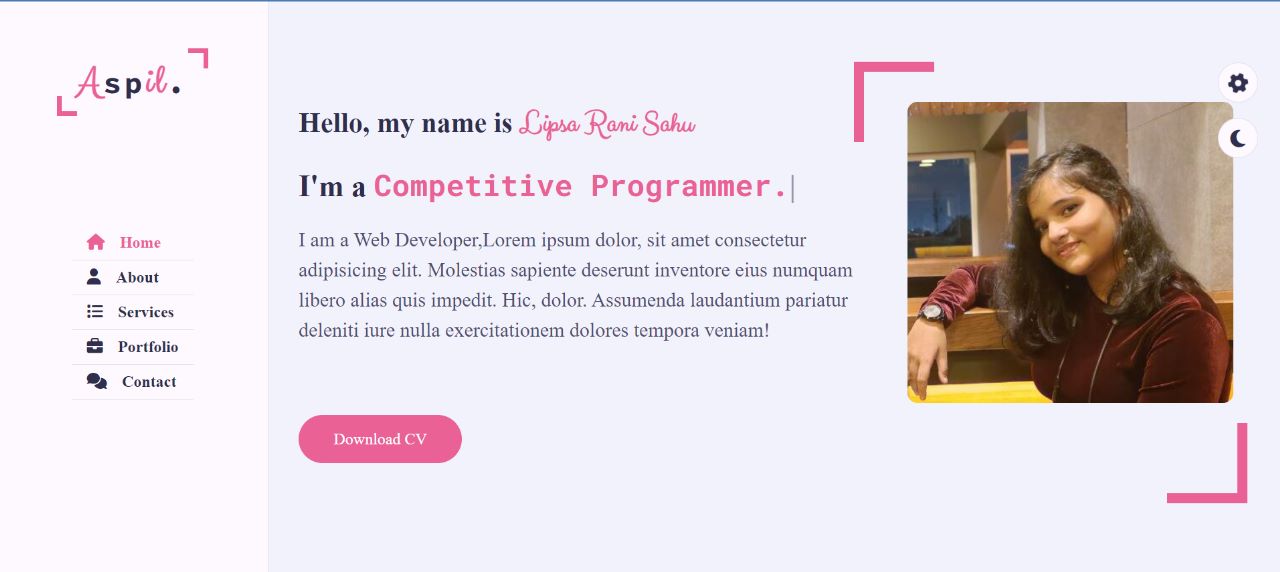 Aspil.
Home
About
Services
Portfolio
Contact
Hello, my name is Lipsa Rani Sahu
I'm a Competitive Programmer.|
I am a Web Developer,Lorem ipsum dolor, sit amet consectetur
adipisicing elit. Molestias sapiente deserunt inventore eius numquam
libero alias quis impedit. Hic, dolor. Assumenda laudantium pariatur
deleniti iure nulla exercitationem dolores tempora veniam!
Download CV